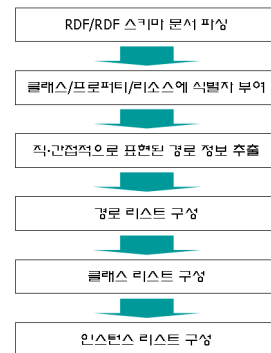 RDF/RDF 스키마 문서 파싱
클래스/프로퍼티/리소스에 식별자 부여
직·간접적으로 표현된 경로 정보 추출
경로 리스트 구성
클래스 리스트 구성
인스턴스 리스트 구성